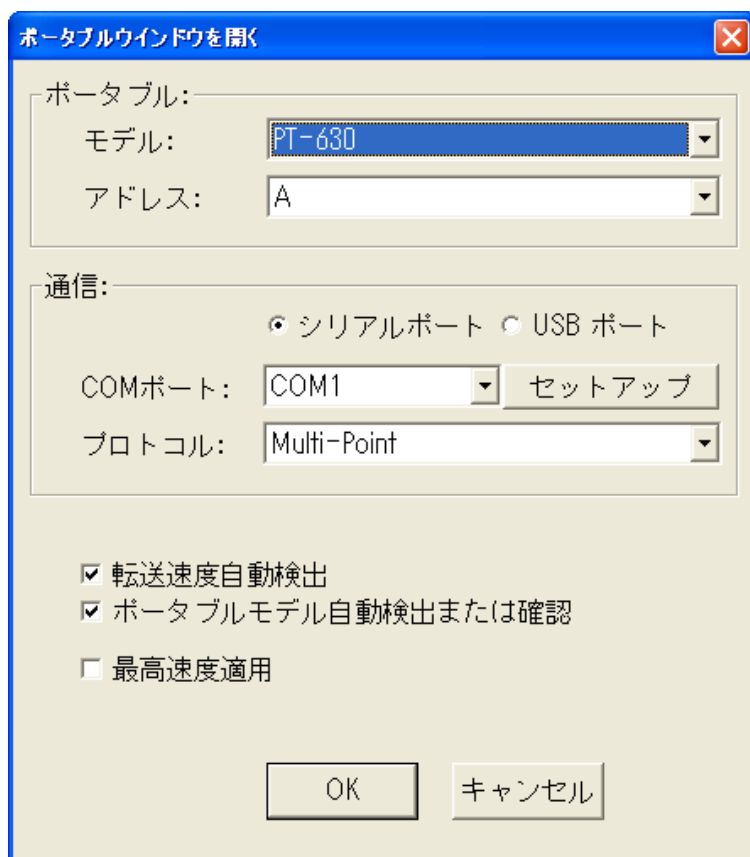 ポータブルウインドウを開く
ポータブル:
モデル: PT-630
アドレス: A
通信:
シリアルポート USB ポート
COMポート: COM1 セットアップ
プロトコル: Multi-Point
転送速度自動検出
ポータブルモデル自動検出または確認
最高速度適用
OK キャンセル